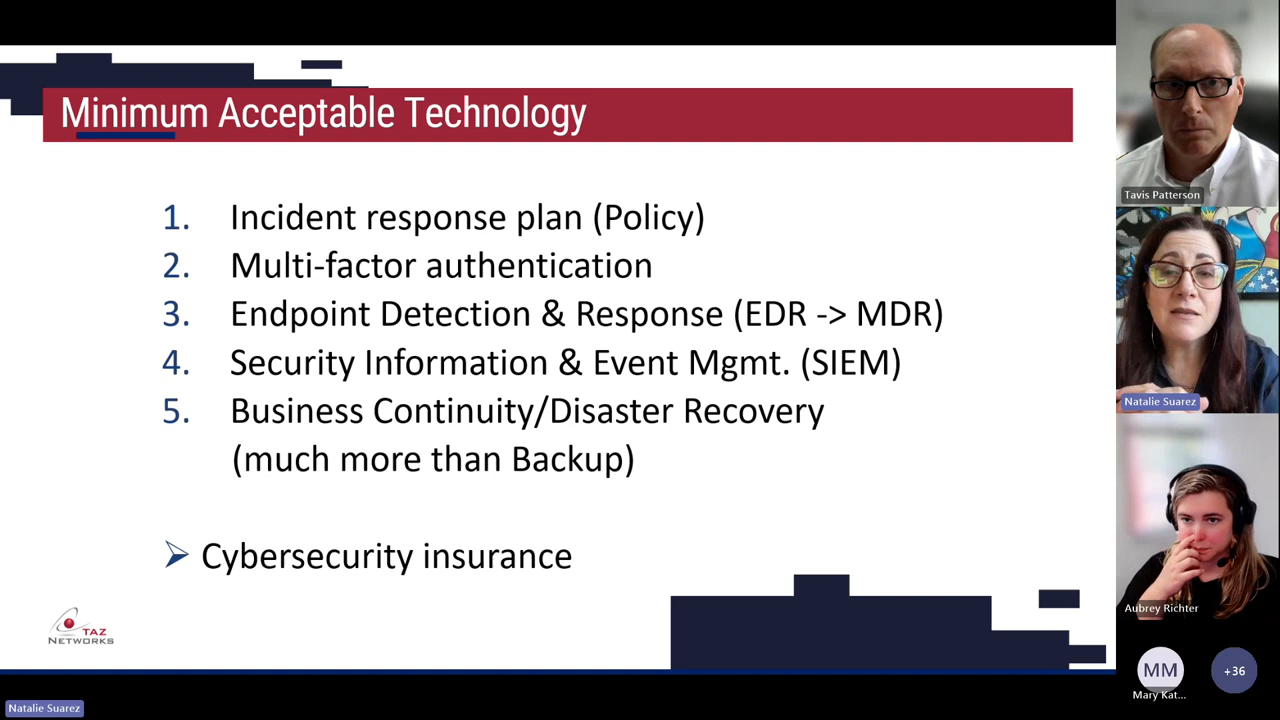 Minimum Acceptable Technology
1. Incident response plan (Policy)
2. Multi-factor authentication
3. Endpoint Detection & Response (EDR -> MDR)
4. Security Information & Event Mgmt. (SIEM)
5. Business Continuity/Disaster Recovery
(much more than Backup)
➢ Cybersecurity insurance
TAZ
NETWORKS
Tavis Patterson
Natalie Suarez
Aubrey Richter
MM
+36
Mary Kat...
Natalie Suarez